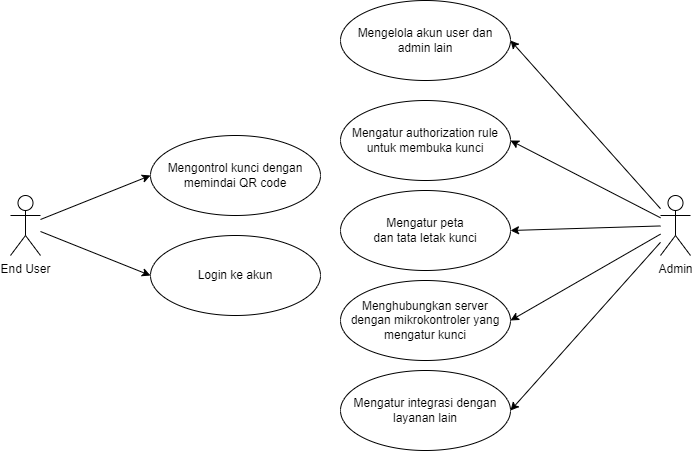 Mengelola akun user dan
admin lain
Mengatur authorization rule
untuk membuka kunci
Mengontrol kunci dengan
memindai QR code
Mengatur peta
dan tata letak kunci
End User
Admin
Login ke akun
Menghubungkan server
dengan mikrokontroler yang
mengatur kunci
Mengatur integrasi dengan
layanan lain